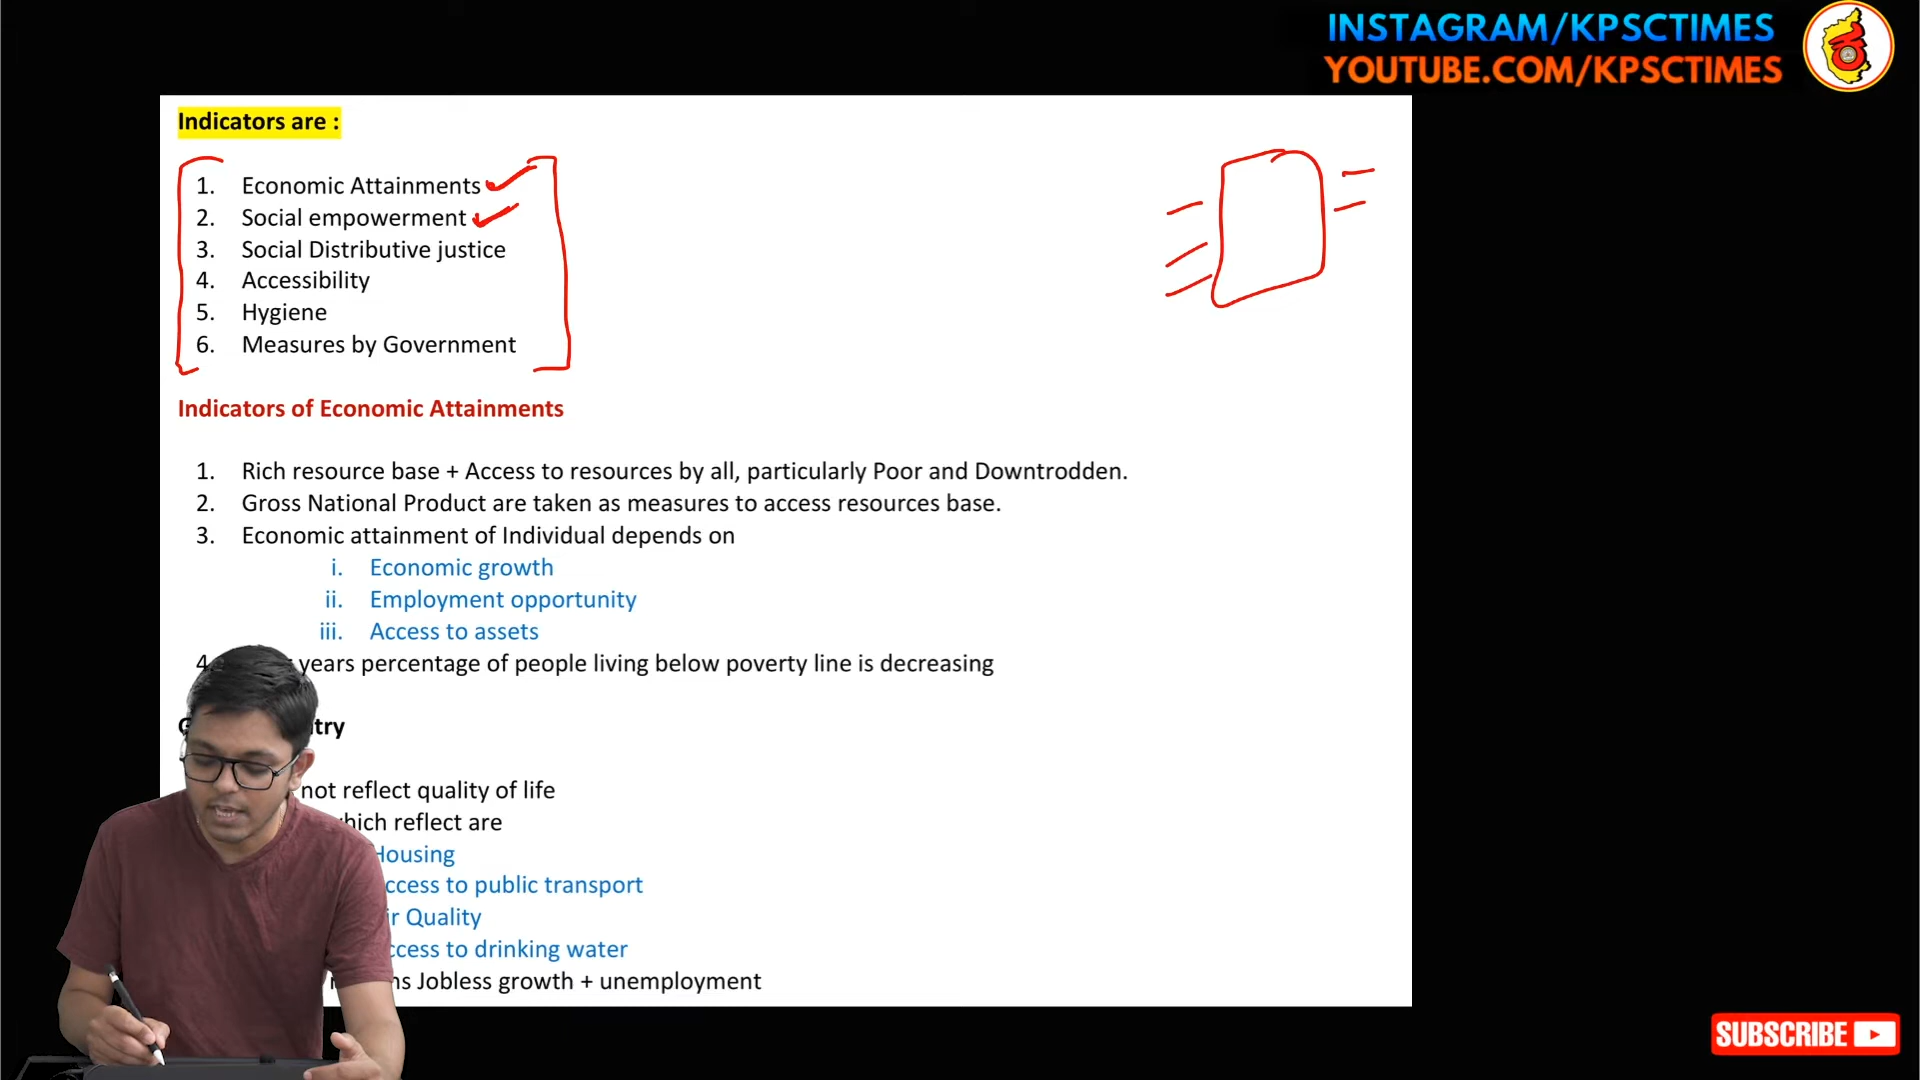 INSTAGRAM/KPSCTIMES
YOUTUBE.COM/KPSCTIMES
Indicators are :
1. Economic Attainments
2. Social empowerment
3. Social Distributive justice
4. Accessibility
5. Hygiene
6. Measures by Government
Indicators of Economic Attainments
1. Rich resource base + Access to resources by all, particularly Poor and Downtrodden.
2. Gross National Product are taken as measures to access resources base.
3. Economic attainment of Individual depends on
i. Economic growth
ii. Employment opportunity
iii. Access to assets
4. years percentage of people living below poverty line is decreasing
not reflect quality of life
which reflect are
Housing
Access to public transport
Air Quality
Access to drinking water
Jobless growth + unemployment
SUBSCRIBE